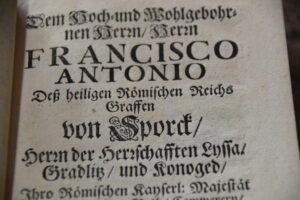 Dem Hoch-und Wohlgebohr-
nen Herrn/ Herrn
FRANCISCO
ANTONIO
Deß heiligen Römischen Reichs
Graffen
von Sporck/
Herrn der Herrschafften Lyssa/
Gradlitz/ und Konoged/
Ihro Römischen Kayserl: Majestät